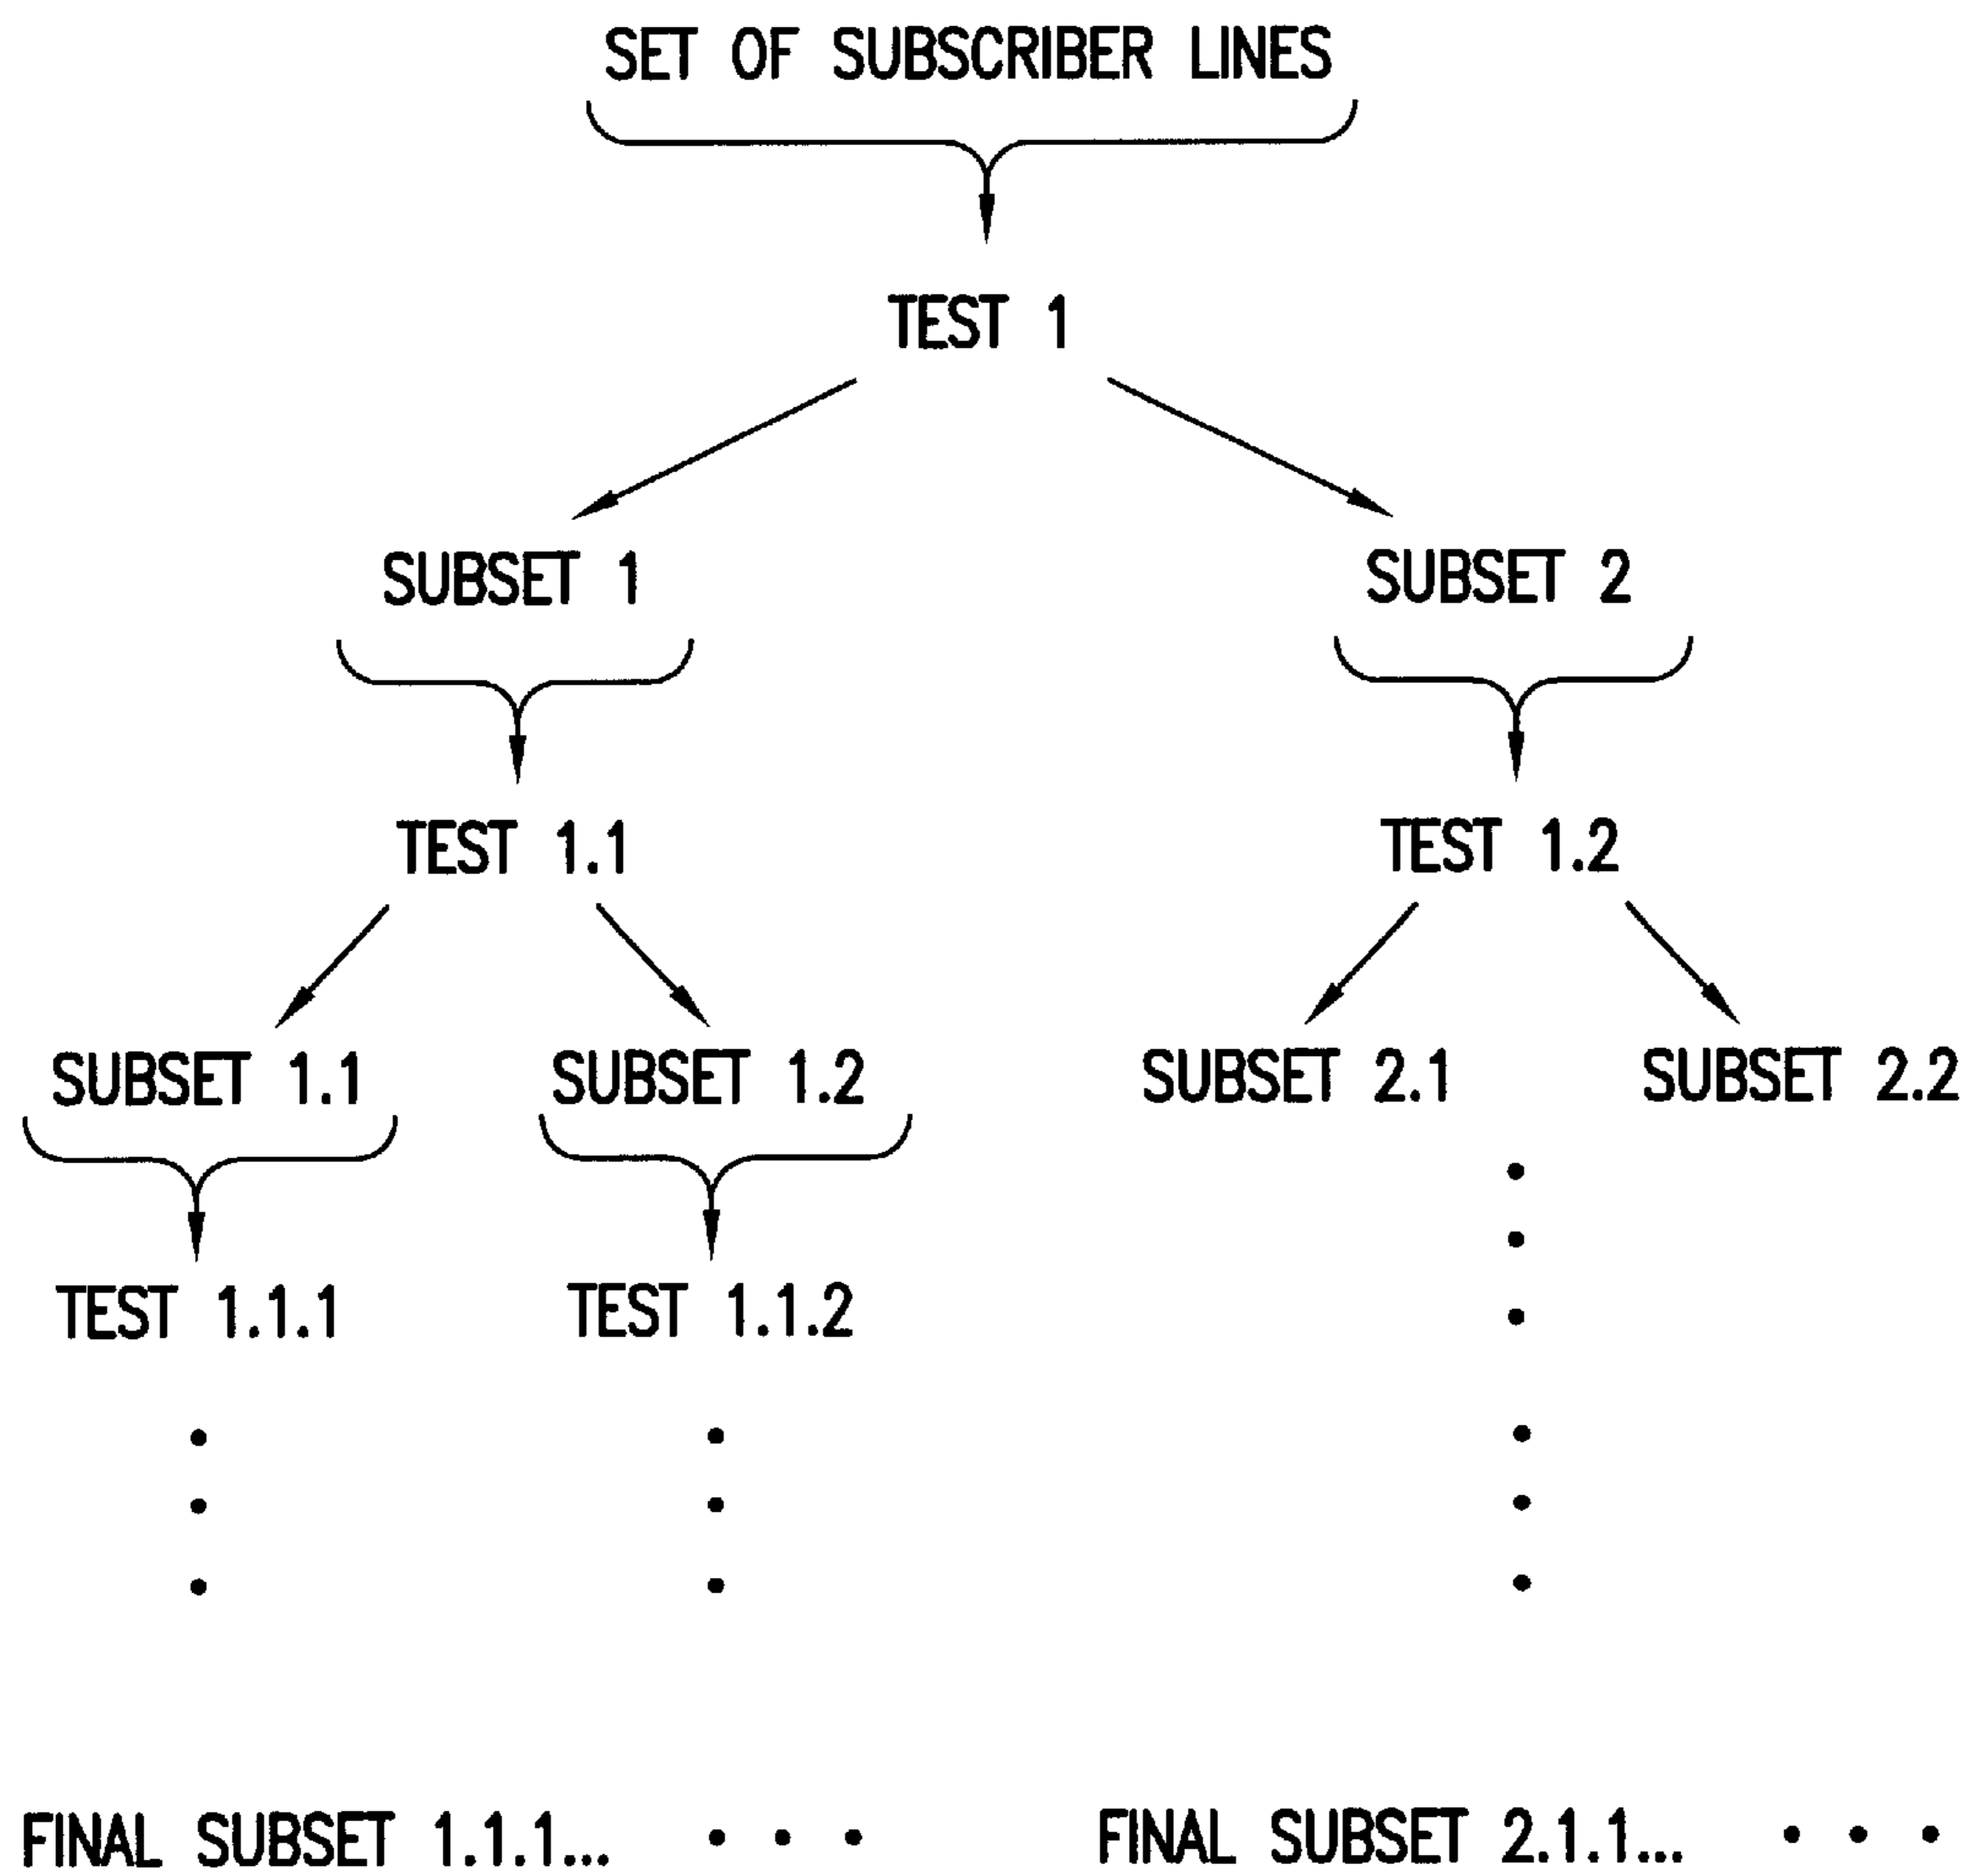 SET OF SUBSCRIBER LINES
TEST 1
SUBSET 1
SUBSET 2
TEST 1.1
TEST 1.2
SUBSET 1.1
SUBSET 1.2
SUBSET 2.1
SUBSET 2.2
TEST 1.1.1
TEST 1.1.2
FINAL SUBSET 1.1.1... • • •
FINAL SUBSET 2.1.1... • • •